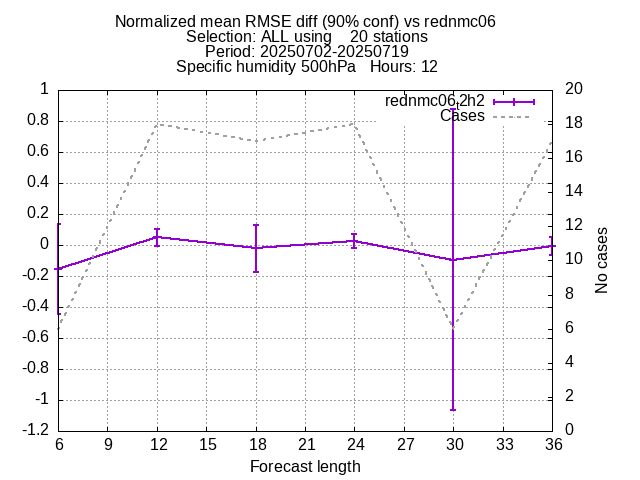 Normalized mean RMSE diff (90% conf) vs rednmc06
Selection: ALL using    20 stations
Period: 20250702-20250719
Specific humidity 500hPa   Hours: 12
rednmc06,2h2
Cases
1
0.8
0.6
0.4
0.2
0
-0.2
-0.4
-0.6
-0.8
-1
-1.2
20
18
16
14
12
10
8
6
4
2
0
No cases
6 9 12 15 18 21 24 27 30 33 36
Forecast length